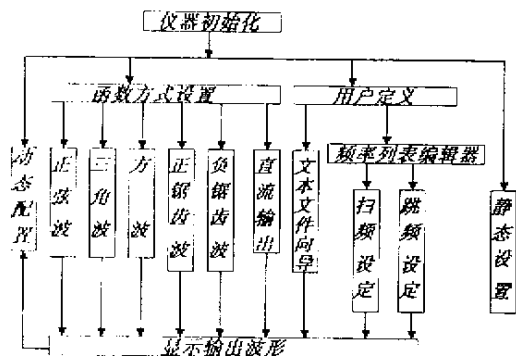 仪器初始化
函数方式设置
用户定义
动态配置
正弦波
三角波
方波
正锯齿波
负锯齿波
直流输出
文本文件向导
频率列表编辑器
扫频设定
跳频设定
静态设置
显示输出波形